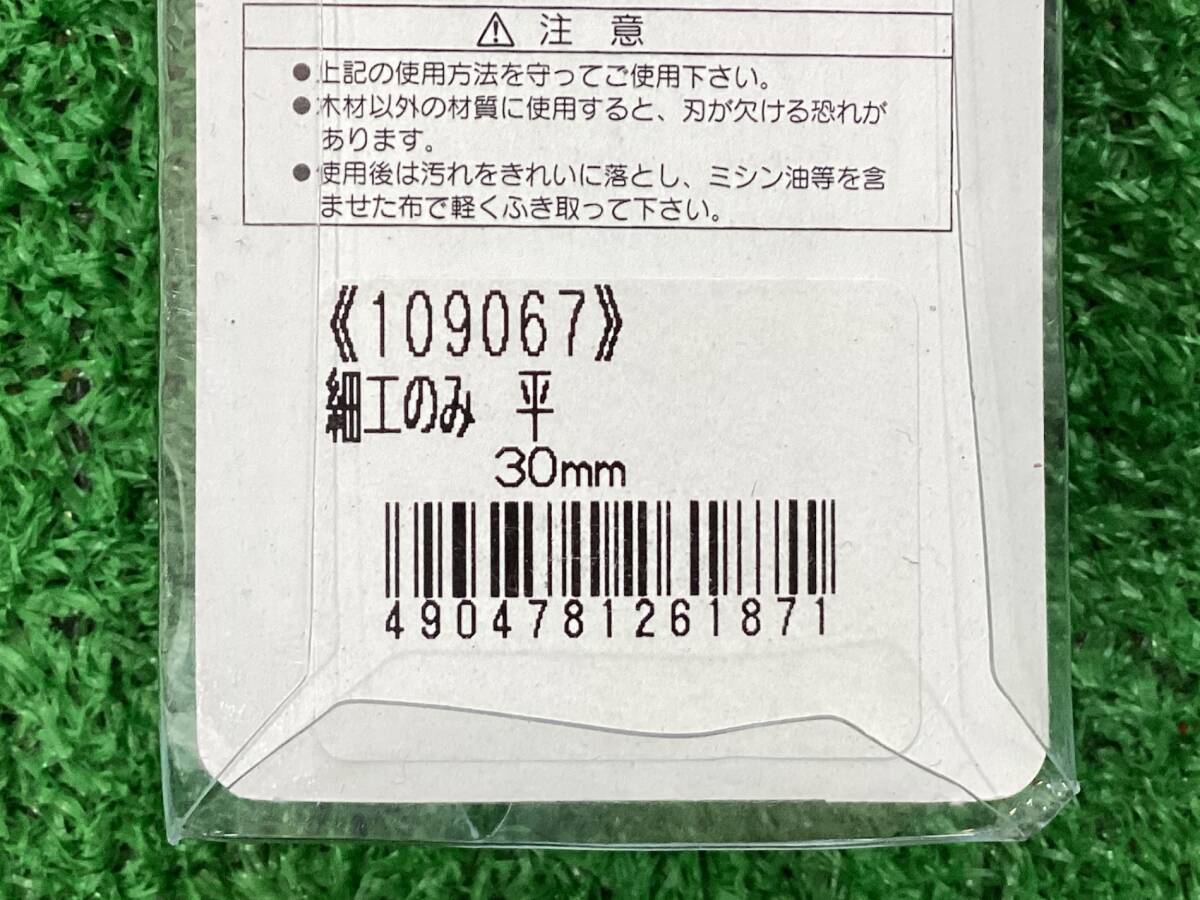 ⚠ 注 意
●上記の使用方法を守ってご使用下さい。
●木材以外の材質に使用すると、刃が欠ける恐れが
あります。
●使用後は汚れをきれいに落とし、ミシン油等を含
ませた布で軽くふき取って下さい。
《109067》
細工のみ 平
30mm
4904781261871